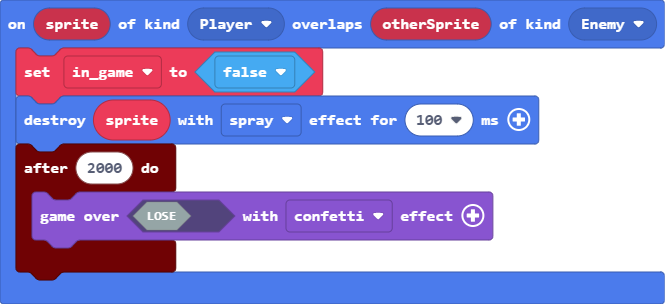 on sprite of kind Player overlaps otherSprite of kind Enemy
set in_game to false
destroy sprite with spray effect for 100 ms
after 2000 do
game over LOSE with confetti effect